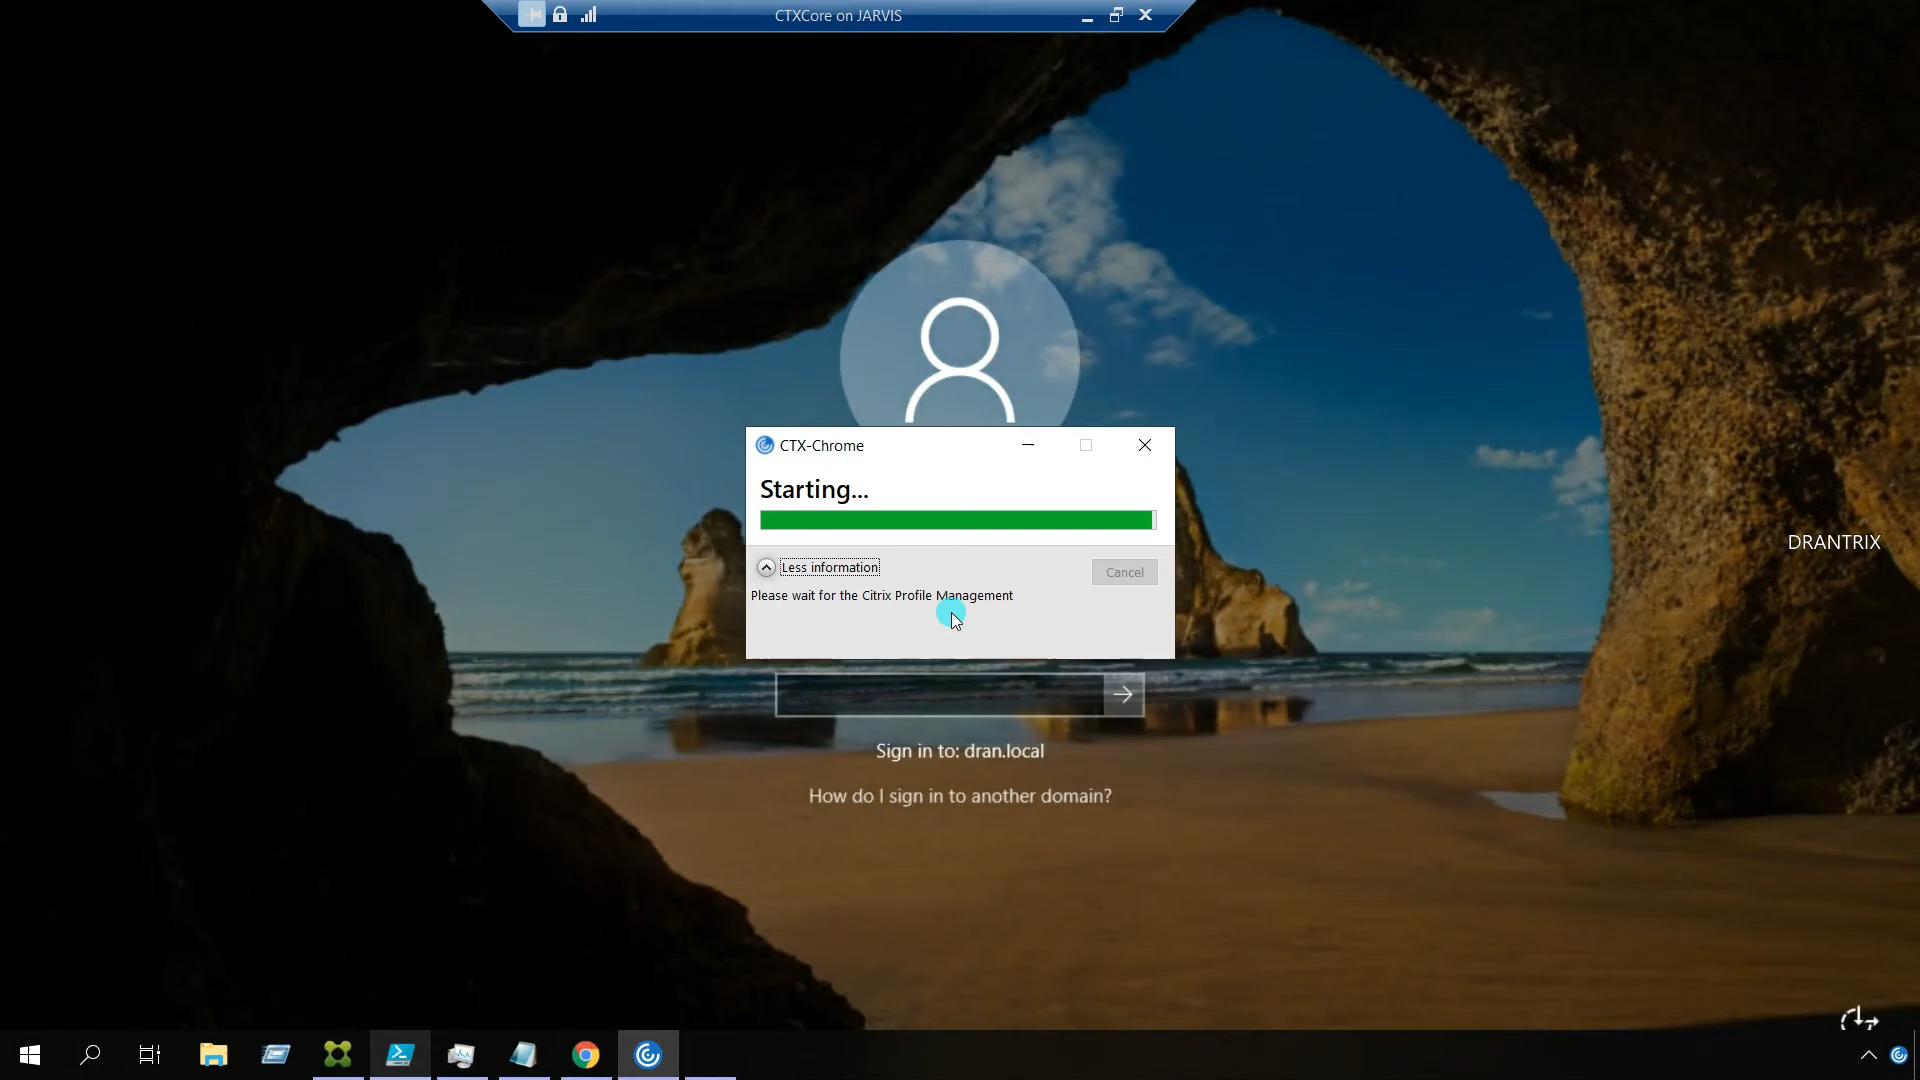 CTXCore on JARVIS
CTX-Chrome
Starting...
Less information
Cancel
Please wait for the Citrix Profile Management
DRANTRIX
Sign in to: dran.local
How do I sign in to another domain?